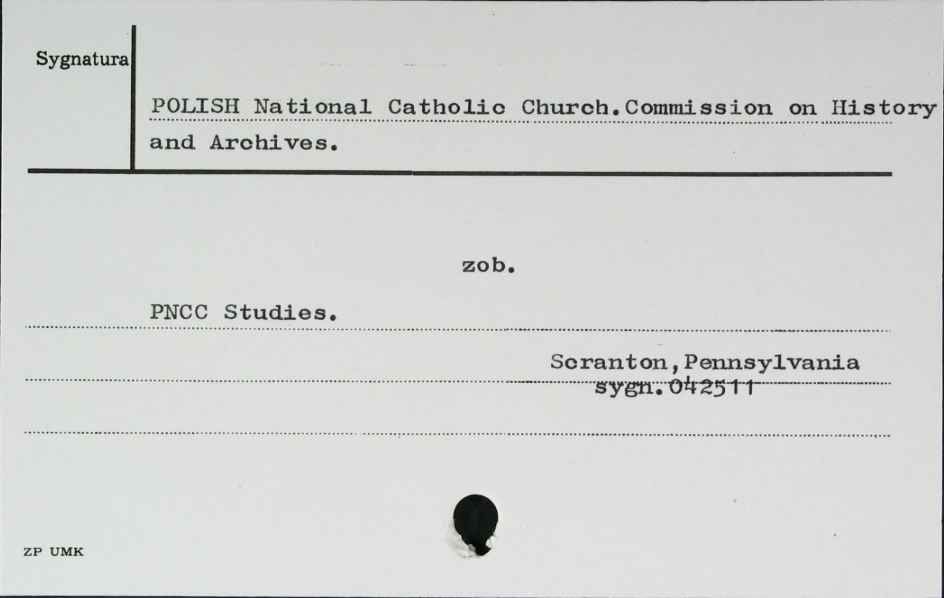 Sygnatura
POLISH National Catholic Church.Commission on History
and Archives.
zob.
PNCC Studies.
Scranton,Pennsylvania
sygn.042511
ZP UMK